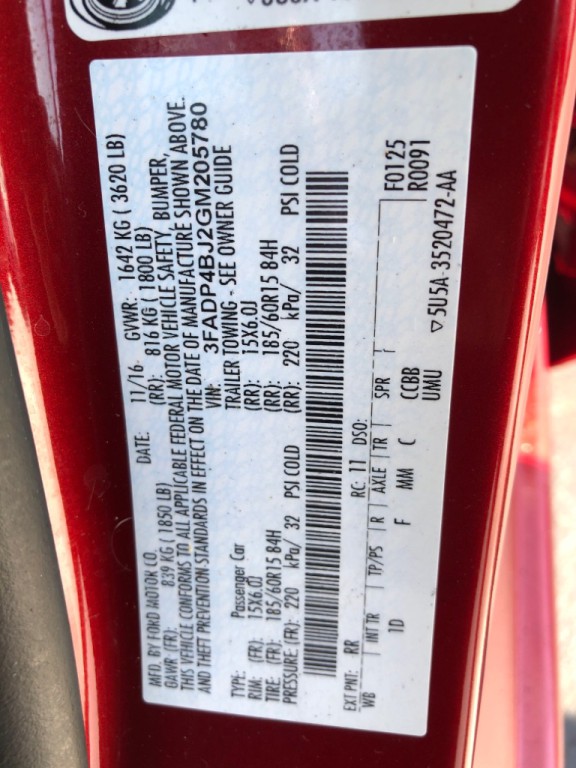 MFD. BY FORD MOTOR CO. DATE: 11/16 GVWR: 1642 KG ( 3620 LB)
GAWR (FR): 839 KG ( 1850 LB) (RR): 816 KG ( 1800 LB)
THIS VEHICLE CONFORMS TO ALL APPLICABLE FEDERAL MOTOR VEHICLE SAFETY, BUMPER,
AND THEFT PREVENTION STANDARDS IN EFFECT ON THE DATE OF MANUFACTURE SHOWN ABOVE.
VIN: 3FADP4BJ2GM205780
TYPE: Passenger Car TRAILER TOWING - SEE OWNER GUIDE
RIM: (FR): 15X6.0J (RR): 15X6.0J
TIRE: (FR): 185/60R15 84H (RR): 185/60R15 84H
PRESSURE (FR): 220 kPa/ 32 PSI COLD (RR): 220 kPa/ 32 PSI COLD
EXT PNT: RR RC: 11 DSO: F0125
WB INT TR TP/PS R AXLE TR SPR R0091
1D F MM C CCBB
UMU ▽5U5A-3520472-AA